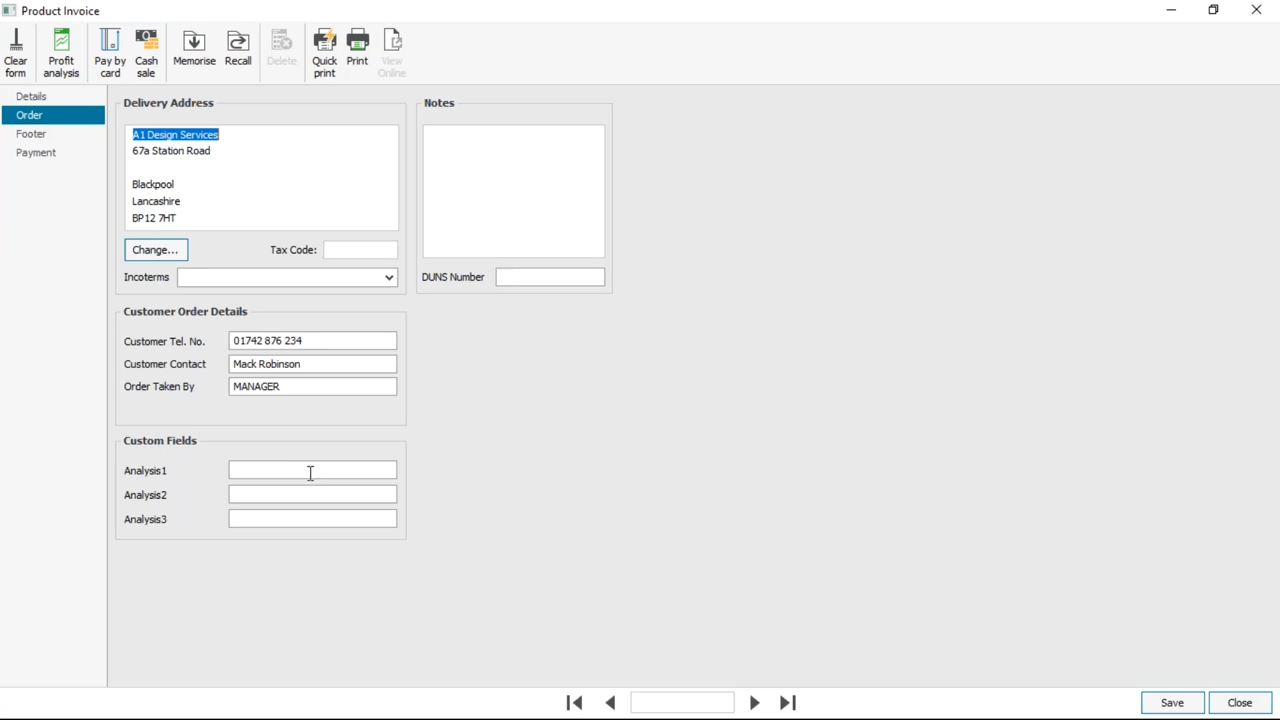 Product Invoice
Clear form
Profit analysis
Pay by card
Cash sale
Memorise
Recall
Delete
Quick print
Print
View Online
Details
Order
Footer
Payment
Delivery Address
A1 Design Services
67a Station Road
Blackpool
Lancashire
BP12 7HT
Change...
Tax Code:
Incoterms
Notes
DUNS Number
Customer Order Details
Customer Tel. No. 01742 876 234
Customer Contact Mack Robinson
Order Taken By MANAGER
Custom Fields
Analysis1
Analysis2
Analysis3
Save
Close